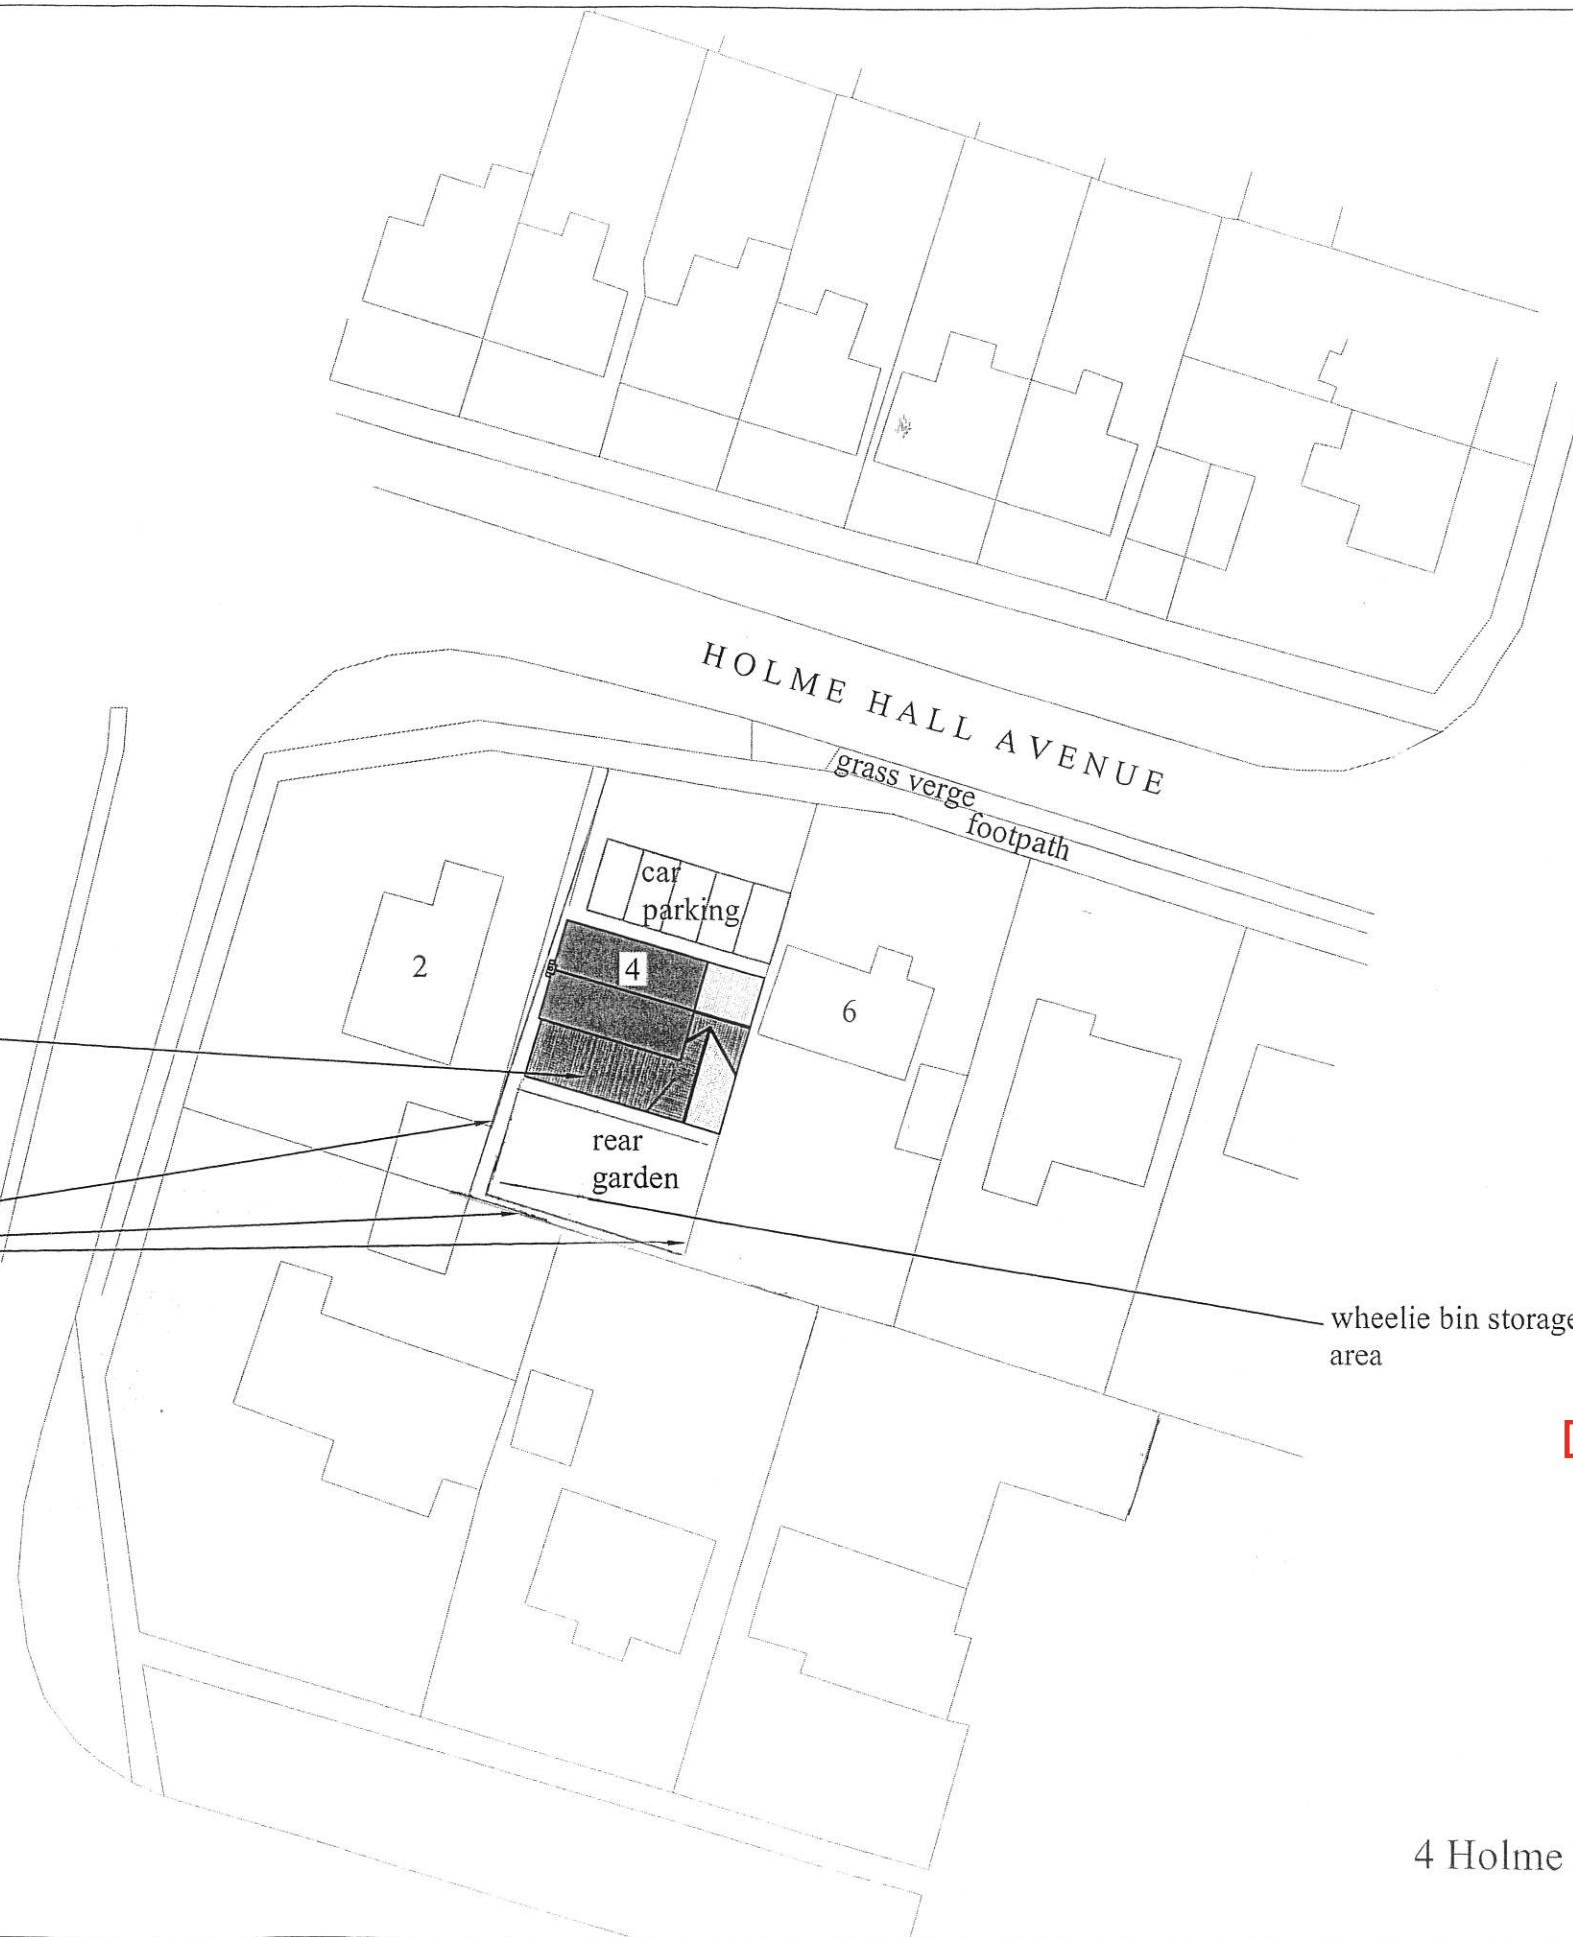 HOLME HALL AVENUE
grass verge
footpath
car
parking
2
4
6
rear
garden
wheelie bin storage
area
4 Holme